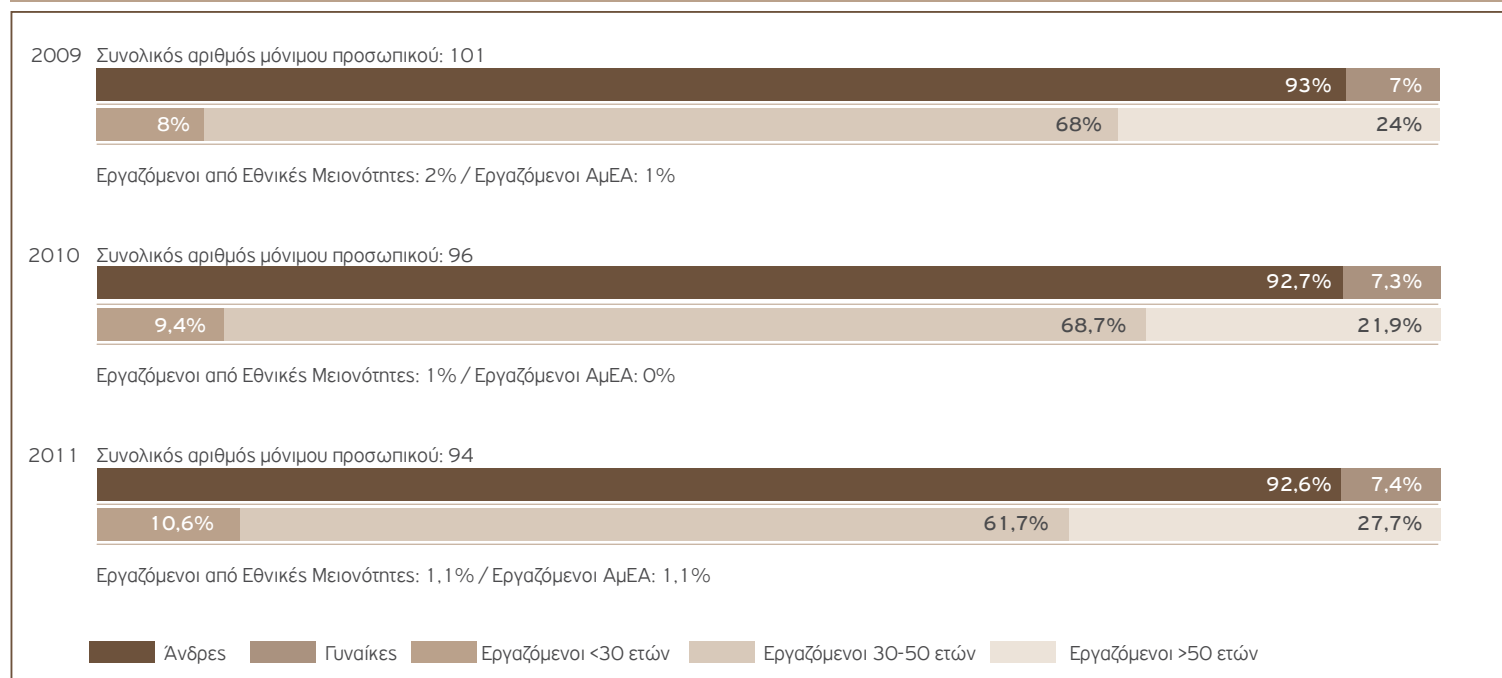 2009 Συνολικός αριθμός μόνιμου προσωπικού: 101
93% 7%
8% 68% 24%
Εργαζόμενοι από Εθνικές Μειονότητες: 2% / Εργαζόμενοι ΑμΕΑ: 1%
2010 Συνολικός αριθμός μόνιμου προσωπικού: 96
92,7% 7,3%
9,4% 68,7% 21,9%
Εργαζόμενοι από Εθνικές Μειονότητες: 1% / Εργαζόμενοι ΑμΕΑ: 0%
2011 Συνολικός αριθμός μόνιμου προσωπικού: 94
92,6% 7,4%
10,6% 61,7% 27,7%
Εργαζόμενοι από Εθνικές Μειονότητες: 1,1% / Εργαζόμενοι ΑμΕΑ: 1,1%
Άνδρες Γυναίκες Εργαζόμενοι <30 ετών Εργαζόμενοι 30-50 ετών Εργαζόμενοι >50 ετών